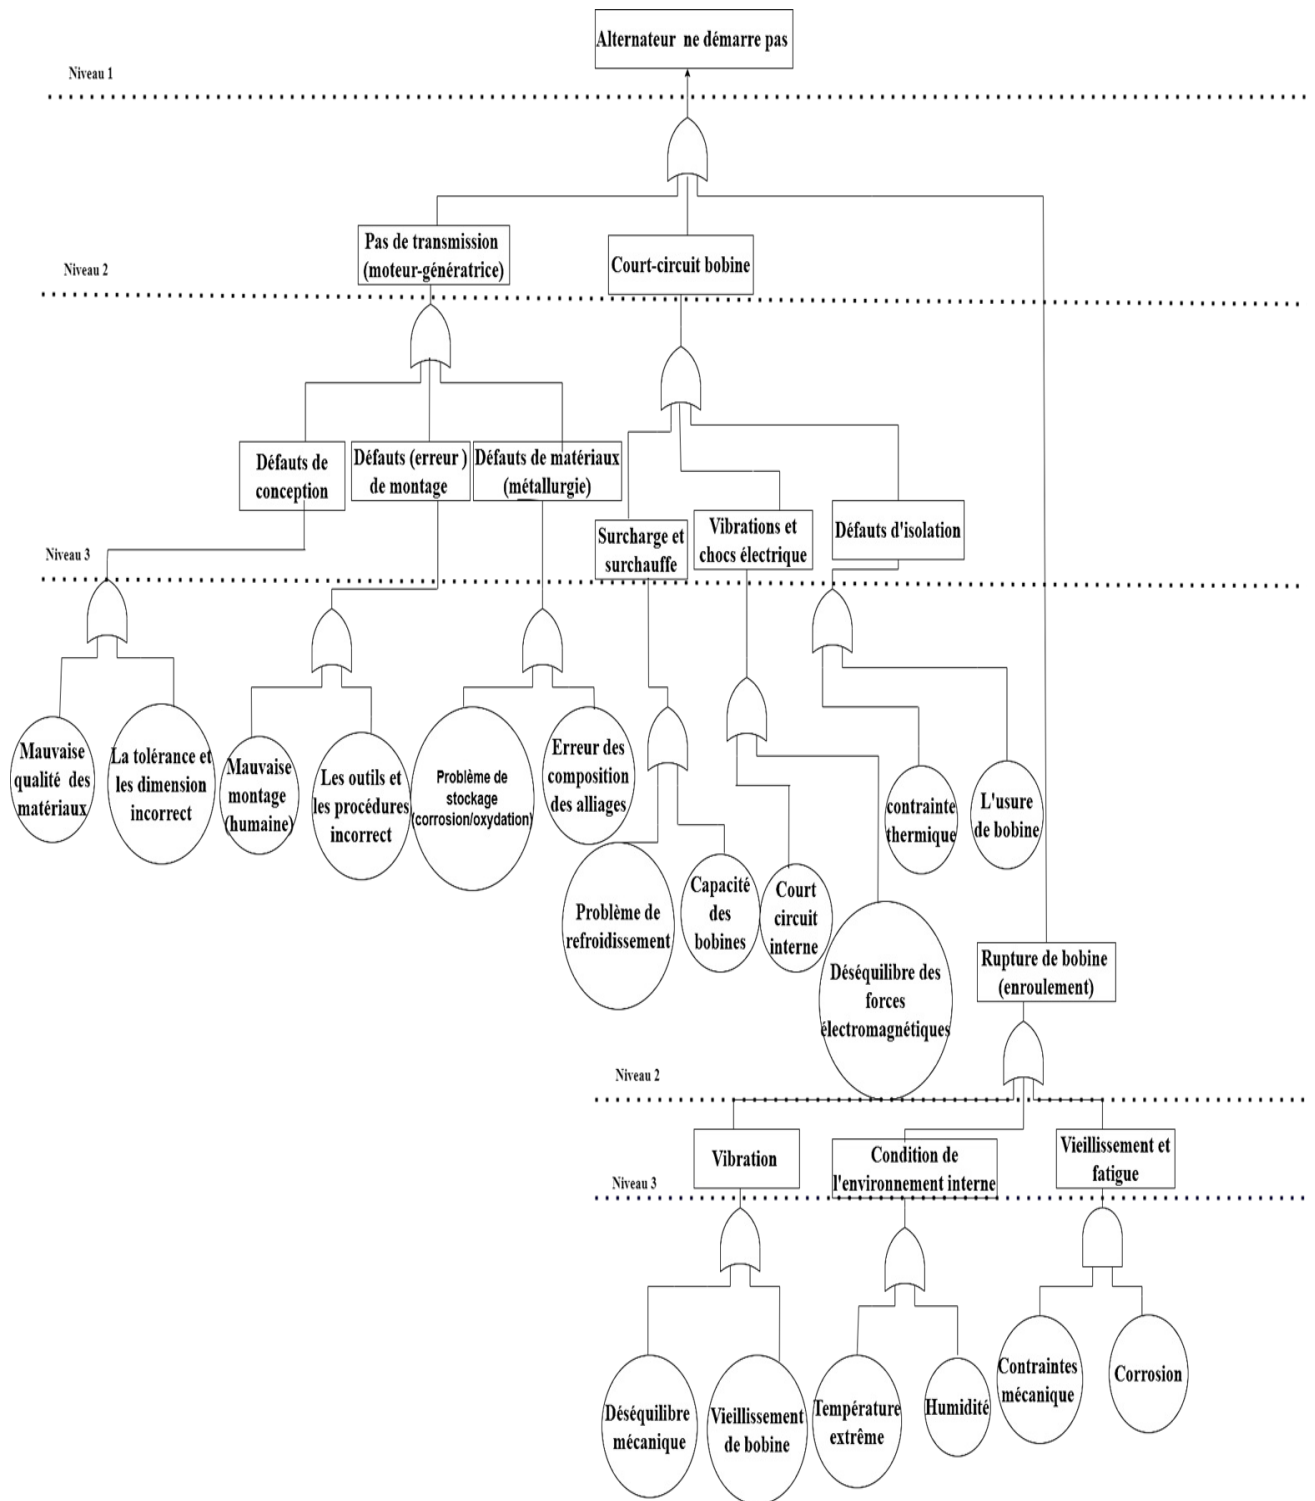 Alternateur ne démarre pas
Niveau 1
Pas de transmission
(moteur-génératrice)
Court-circuit bobine
Niveau 2
Défauts de
conception
Défauts (erreur )
de montage
Défauts de matériaux
(métallurgie)
Surcharge et
surchauffe
Vibrations et
chocs électrique
Défauts d'isolation
Niveau 3
Mauvaise
qualité des
matériaux
La tolérance et
les dimension
incorrect
Mauvaise
montage
(humaine)
Les outils et
les procédures
incorrect
Problème de
stockage
(corrosion/oxydation)
Erreur des
composition
des alliages
contrainte
thermique
L'usure
de bobine
Problème de
refroidissement
Capacité
des
bobines
Court
circuit
interne
Déséquilibre des
forces
électromagnétiques
Rupture de bobine
(enroulement)
Niveau 2
Vibration
Condition de
l'environnement interne
Vieillissement et
fatigue
Niveau 3
Déséquilibre
mécanique
Vieillissement
de bobine
Température
extrême
Humidité
Contraintes
mécanique
Corrosion